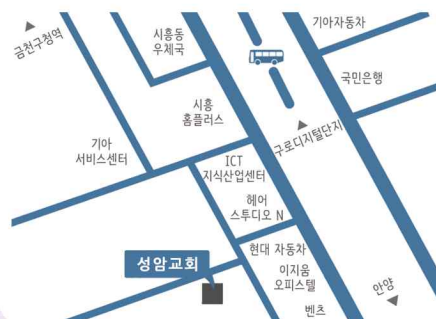 금천구청역
시흥동
우체국
기아자동차
국민은행
시흥
홈플러스
구로디지털단지
기아
서비스센터
ICT
지식산업센터
헤어
스투디오 N
현대 자동차
성암교회
이지움
오피스텔
안양
벤츠